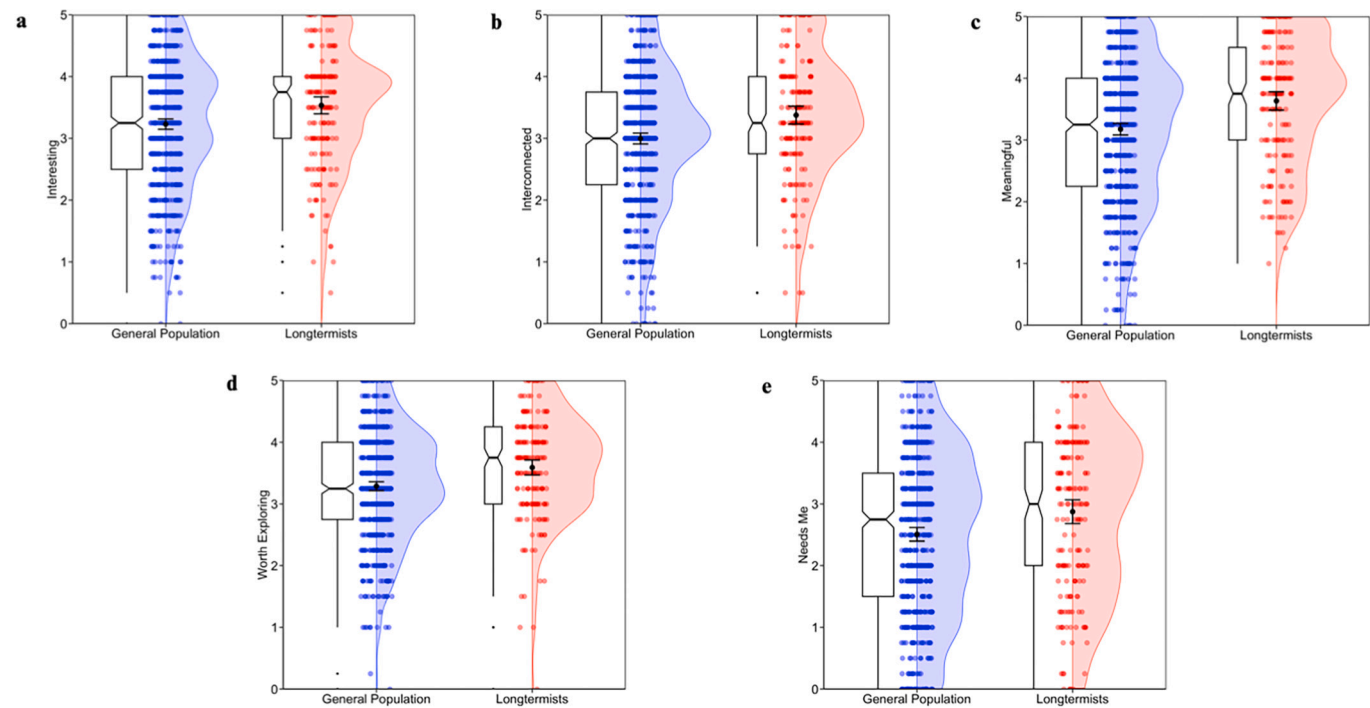 a
Interesting
5
4
3
2
1
0
General Population
Longtermists
b
Interconnected
5
4
3
2
1
0
General Population
Longtermists
c
Meaningful
5
4
3
2
1
0
General Population
Longtermists
d
Worth Exploring
5
4
3
2
1
0
General Population
Longtermists
e
Needs Me
5
4
3
2
1
0
General Population
Longtermists